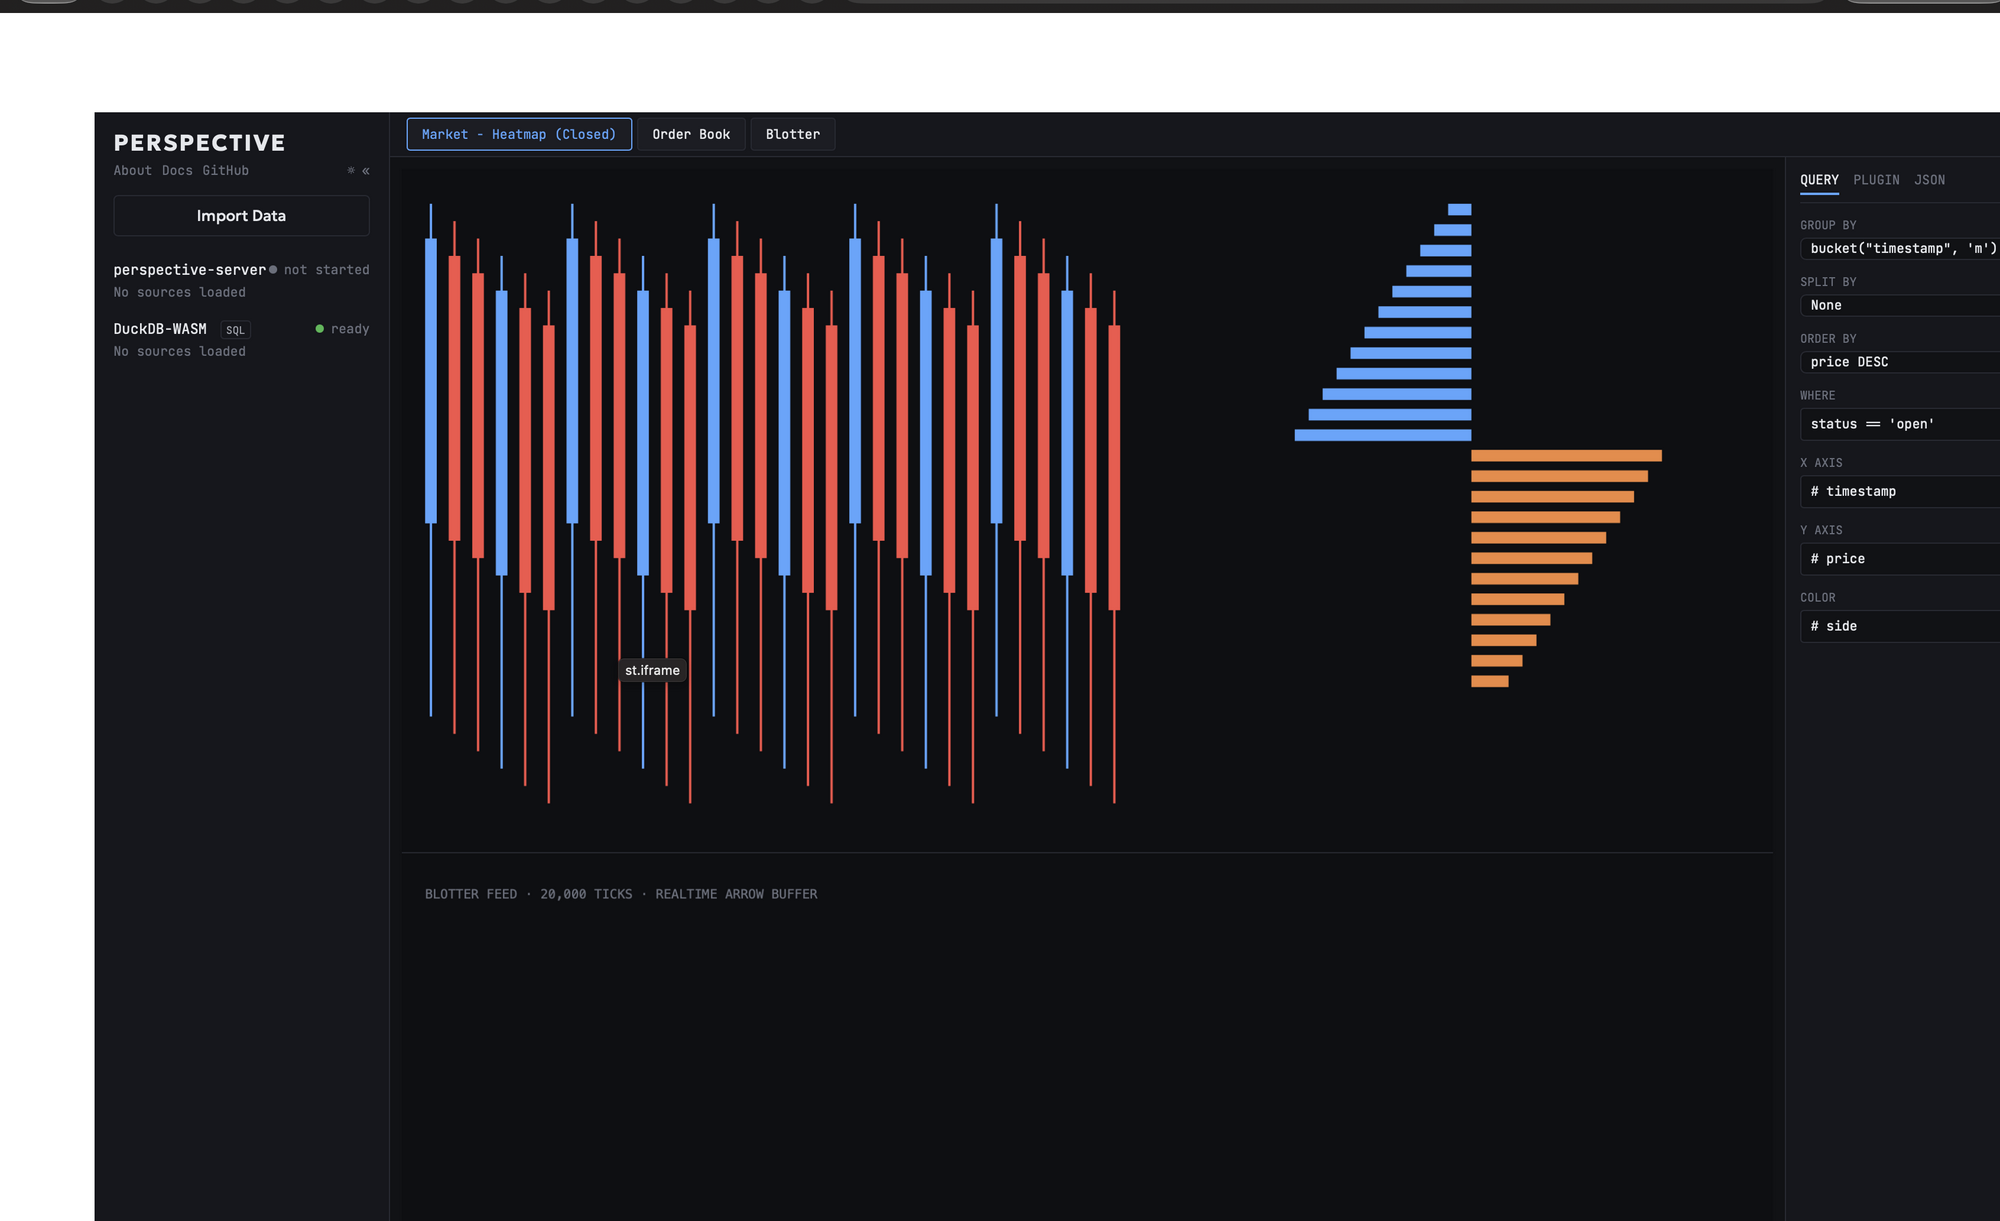 PERSPECTIVE
About Docs GitHub ☼ «
Import Data
perspective-server ● not started
No sources loaded
DuckDB-WASM SQL ● ready
No sources loaded
Market - Heatmap (Closed) Order Book Blotter
st.iframe
BLOTTER FEED · 20,000 TICKS · REALTIME ARROW BUFFER
QUERY PLUGIN JSON
GROUP BY
bucket("timestamp", 'm')
SPLIT BY
None
ORDER BY
price DESC
WHERE
status == 'open'
X AXIS
# timestamp
Y AXIS
# price
COLOR
# side